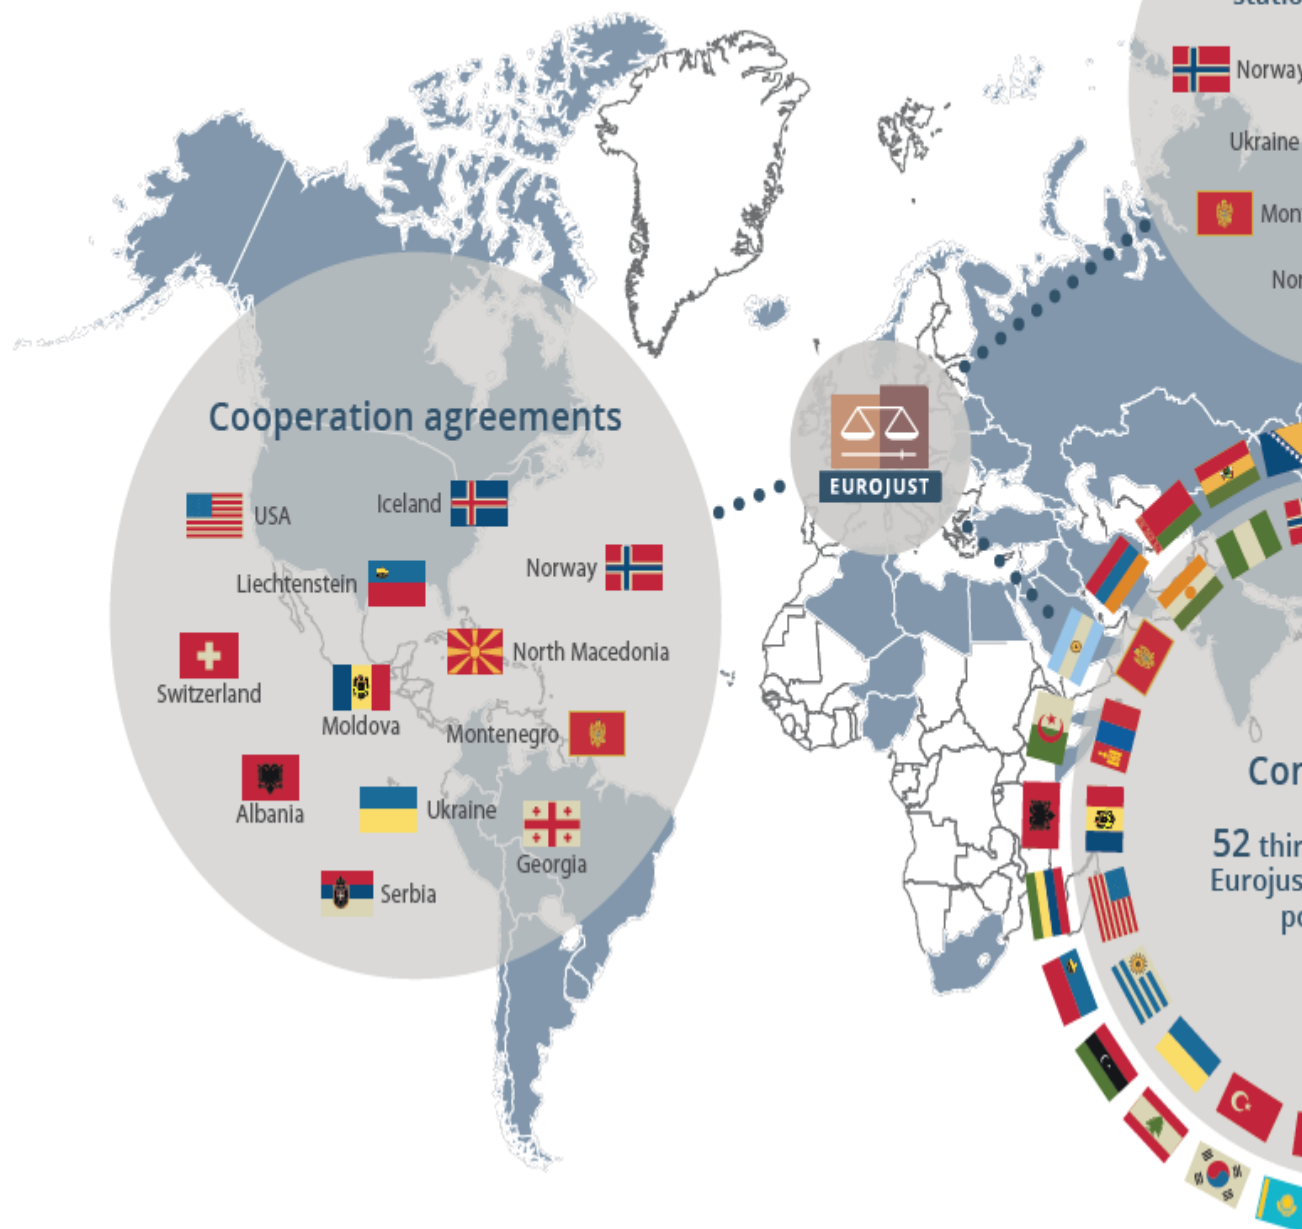 Norway
Ukraine
Cooperation agreements
EUROJUST
USA
Iceland
Norway
Liechtenstein
North Macedonia
Switzerland
Moldova
Montenegro
Albania
Ukraine
Georgia
Serbia
52
Eurojus